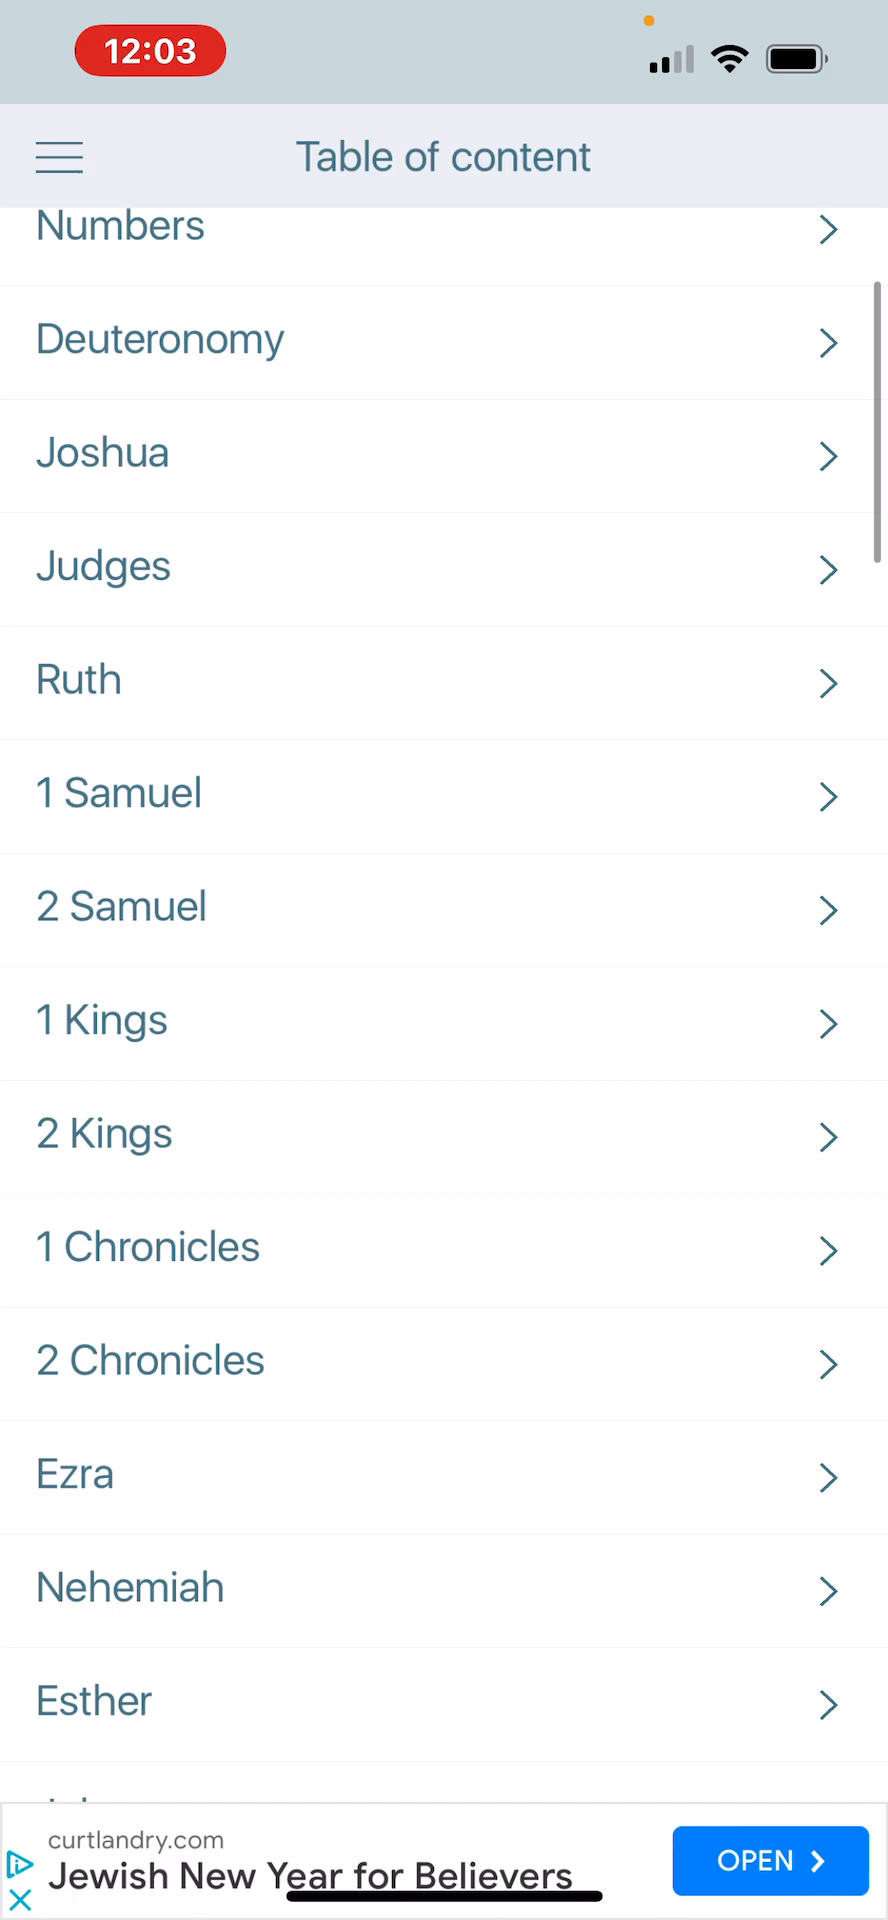 12:03
Table of content
Numbers
Deuteronomy
Joshua
Judges
Ruth
1 Samuel
2 Samuel
1 Kings
2 Kings
1 Chronicles
2 Chronicles
Ezra
Nehemiah
Esther
curtlandry.com
Jewish New Year for Believers
OPEN